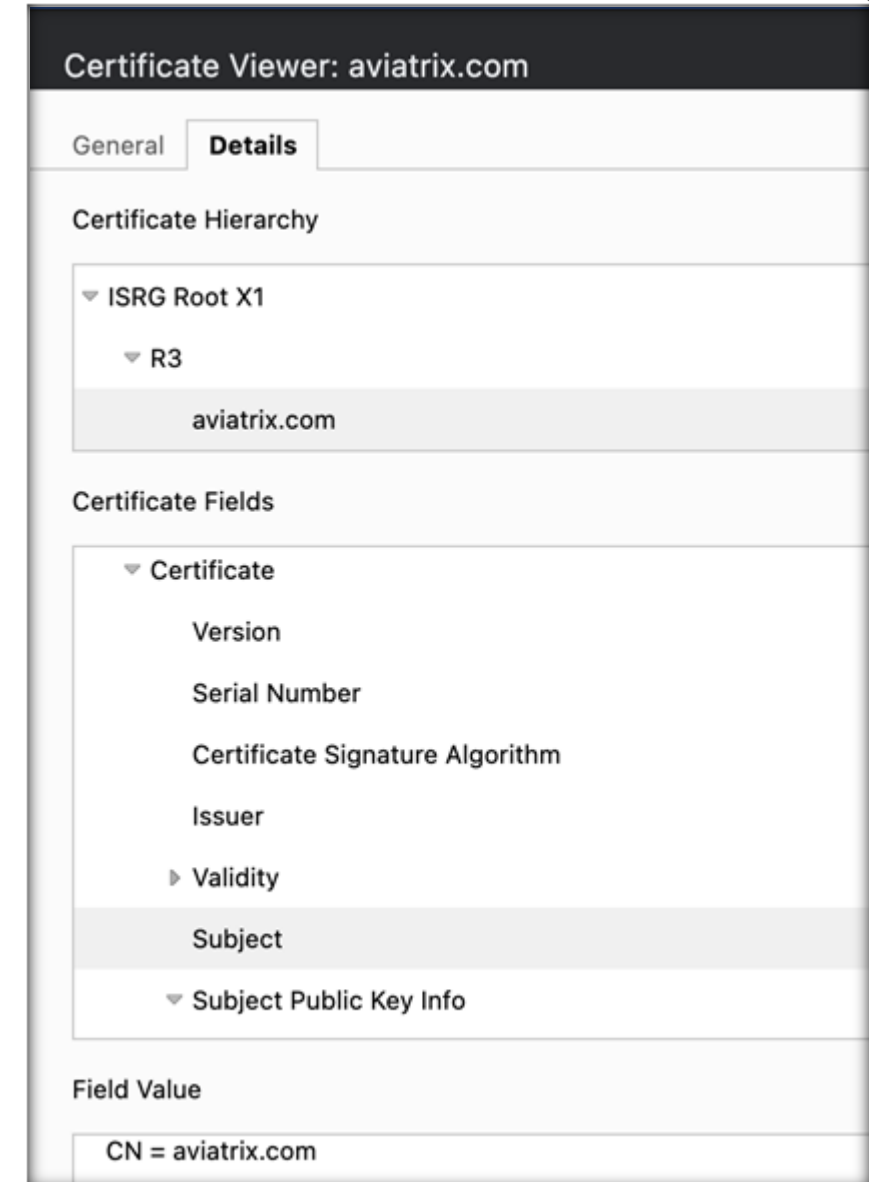 Certificate Viewer: aviatrix.com
General Details
Certificate Hierarchy
ISRG Root X1
R3
aviatrix.com
Certificate Fields
Certificate
Version
Serial Number
Certificate Signature Algorithm
Issuer
Validity
Subject
Subject Public Key Info
Field Value
CN = aviatrix.com